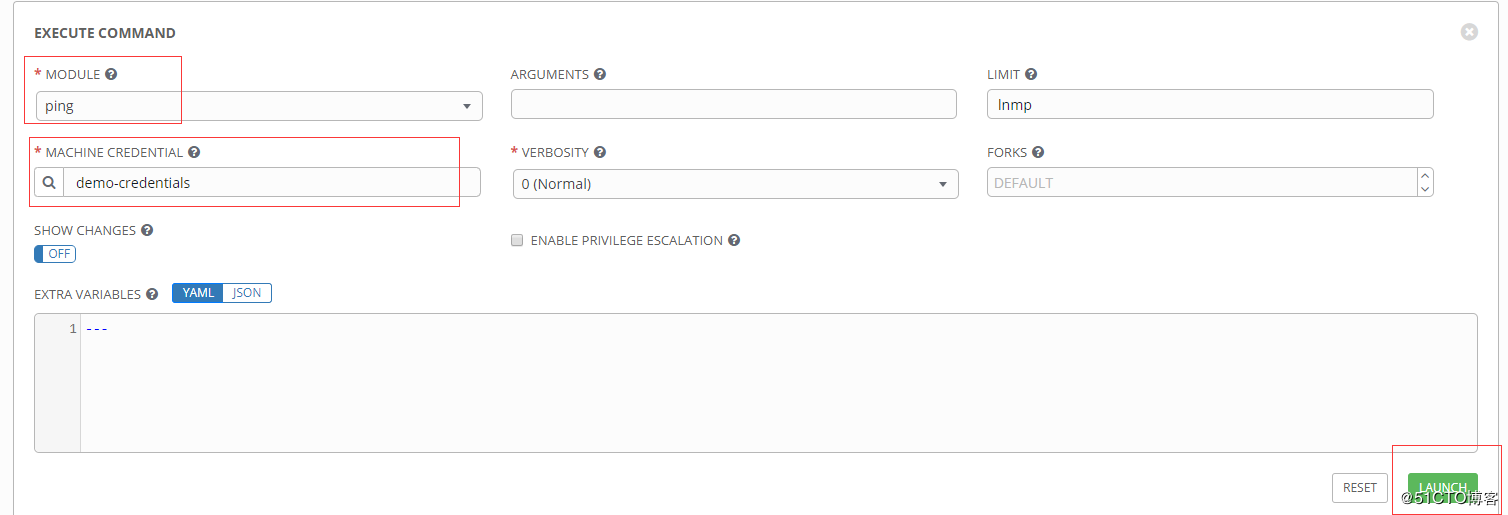 EXECUTE COMMAND
* MODULE
ARGUMENTS
LIMIT
ping
lnmp
* MACHINE CREDENTIAL
* VERBOSITY
FORKS
demo-credentials
0 (Normal)
DEFAULT
SHOW CHANGES
OFF
ENABLE PRIVILEGE ESCALATION
EXTRA VARIABLES
YAML
JSON
1 ---
RESET
LAUNCH
@51CTO博客